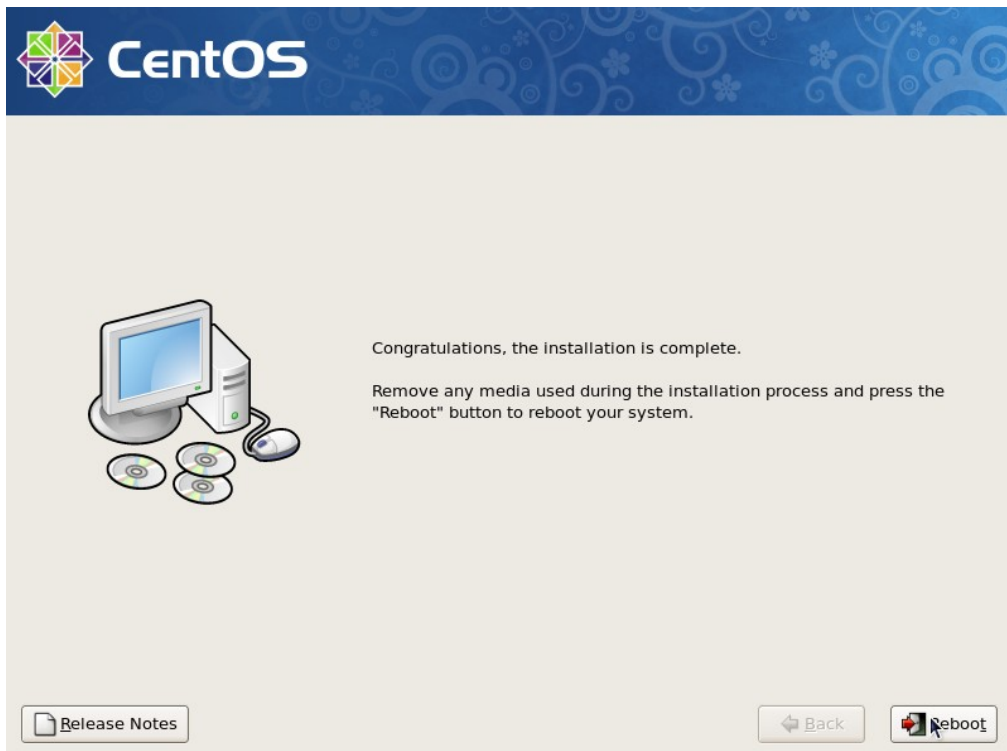 CentOS
Congratulations, the installation is complete.
Remove any media used during the installation process and press the
"Reboot" button to reboot your system.
Release Notes
Back
Reboot